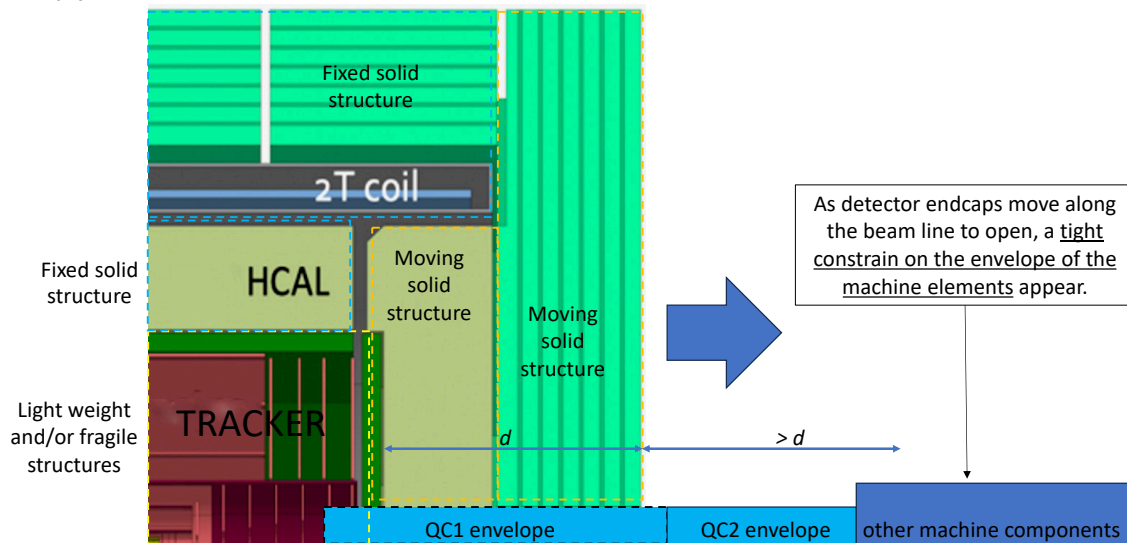 Fixed solid
structure
2T coil
As detector endcaps move along
the beam line to open, a tight
constrain on the envelope of the
machine elements appear.
Fixed solid
structure
HCAL
Moving
solid
structure
Moving
solid
structure
Light weight
and/or fragile
structures
TRACKER
d
> d
QC1 envelope
QC2 envelope
other machine components